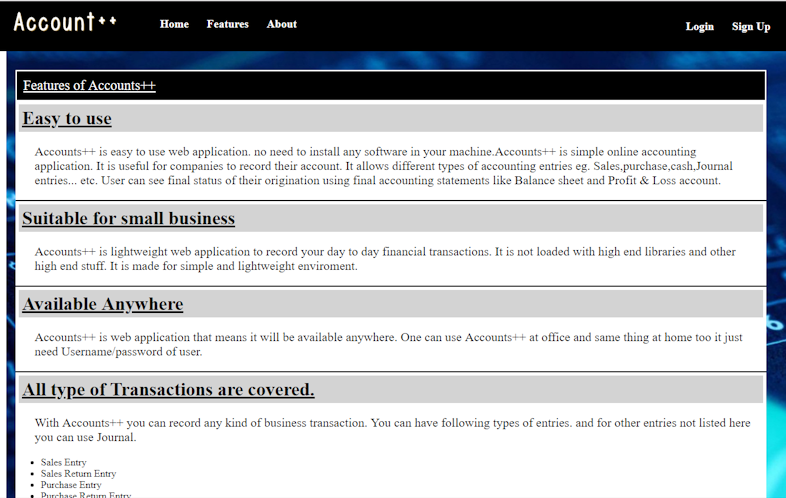 Account++
Home Features About
Login Sign Up
Features of Accounts++
Easy to use
Accounts++ is easy to use web application. no need to install any software in your machine.Accounts++ is simple online accounting
application. It is useful for companies to record their account. It allows different types of accounting entries eg. Sales,purchase,cash,Journal
entries... etc. User can see final status of their origination using final accounting statements like Balance sheet and Profit & Loss account.
Suitable for small business
Accounts++ is lightweight web application to record your day to day financial transactions. It is not loaded with high end libraries and other
high end stuff. It is made for simple and lightweight enviroment.
Available Anywhere
Accounts++ is web application that means it will be available anywhere. One can use Accounts++ at office and same thing at home too it just
need Username/password of user.
All type of Transactions are covered.
With Accounts++ you can record any kind of business transaction. You can have following types of entries. and for other entries not listed here
you can use Journal.
• Sales Entry
• Sales Return Entry
• Purchase Entry
• Purchase Return Entry